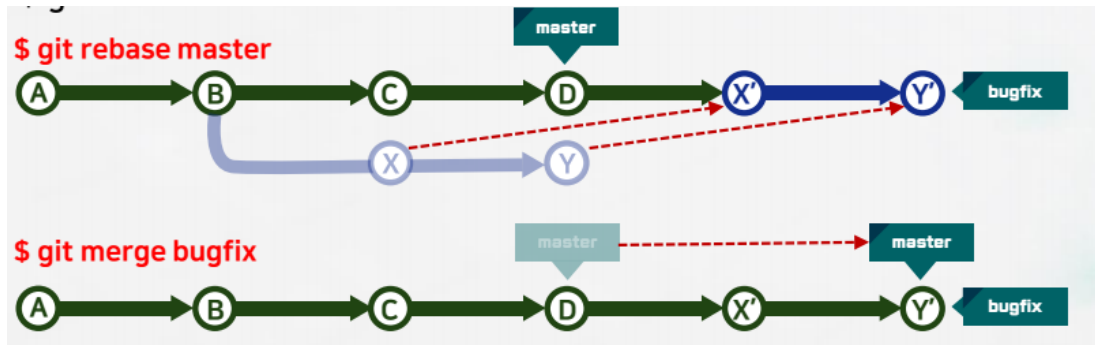 master
$ git rebase master
A B C D X' Y' bugfix
X Y
master master
$ git merge bugfix
A B C D X' Y' bugfix